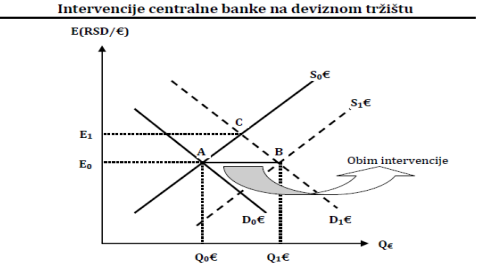 Intervencije centralne banke na deviznom tržištu
E(RSD/€)
S₀€
S₁€
C
E₁
A
B
E₀
Obim intervencije
D₀€
D₁€
Q€
Q₀€
Q₁€